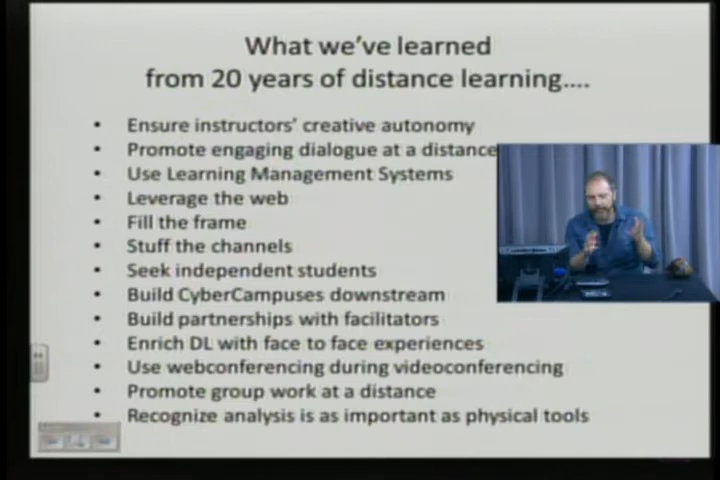 What we've learned
from 20 years of distance learning....
• Ensure instructors' creative autonomy
• Promote engaging dialogue at a distance
• Use Learning Management Systems
• Leverage the web
• Fill the frame
• Stuff the channels
• Seek independent students
• Build CyberCampuses downstream
• Build partnerships with facilitators
• Enrich DL with face to face experiences
• Use webconferencing during videoconferencing
• Promote group work at a distance
• Recognize analysis is as important as physical tools